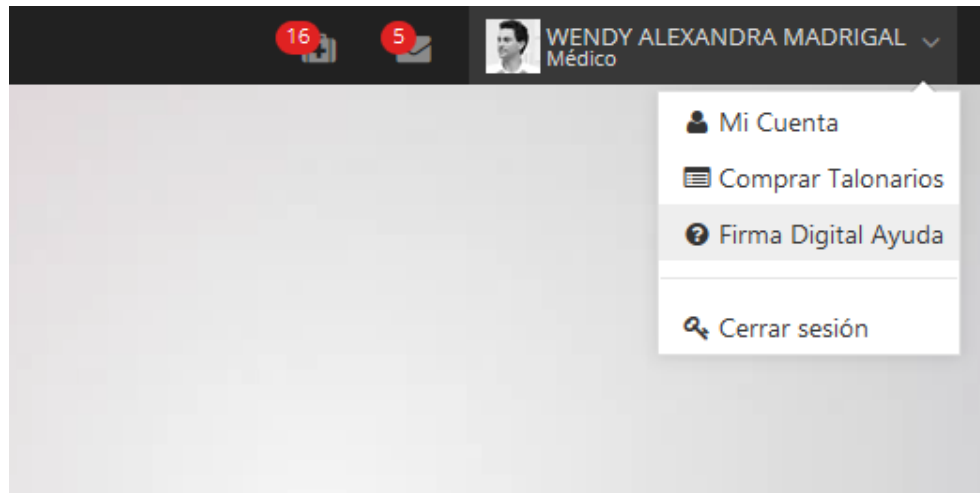 16
5
WENDY ALEXANDRA MADRIGAL
Médico
Mi Cuenta
Comprar Talonarios
Firma Digital Ayuda
Cerrar sesión